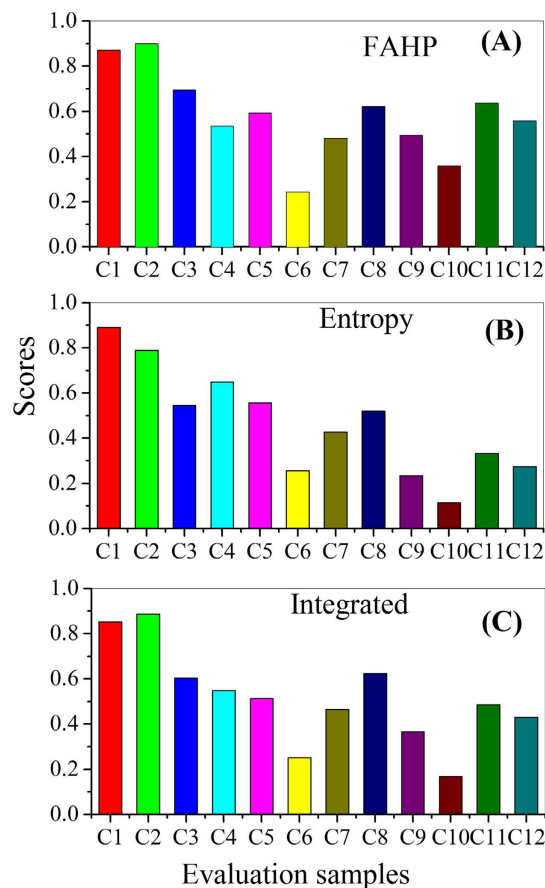 (A)
FAHP
1.0
0.8
0.6
0.4
0.2
0.0
C1 C2 C3 C4 C5 C6 C7 C8 C9 C10 C11 C12
Scores
Entropy
(B)
1.0
0.8
0.6
0.4
0.2
0.0
C1 C2 C3 C4 C5 C6 C7 C8 C9 C10 C11 C12
Integrated
(C)
1.0
0.8
0.6
0.4
0.2
0.0
C1 C2 C3 C4 C5 C6 C7 C8 C9 C10 C11 C12
Evaluation samples